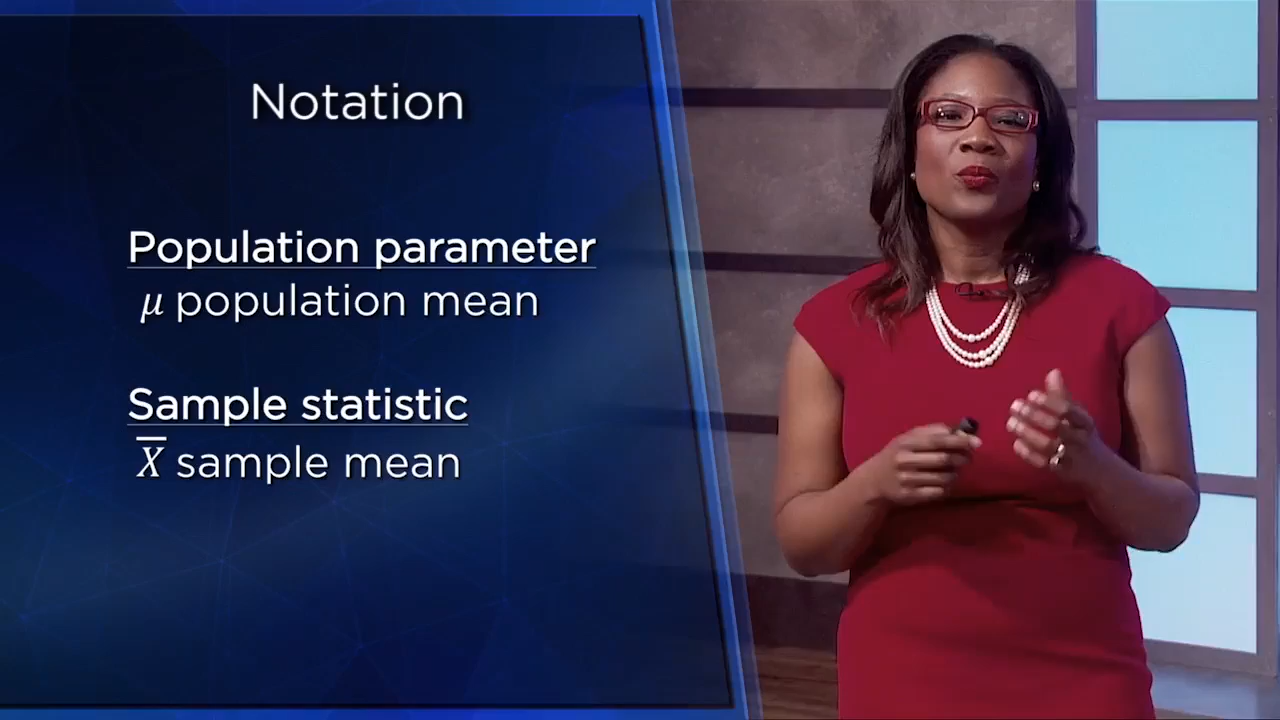 Notation
Population parameter
μ population mean
Sample statistic
X̅ sample mean